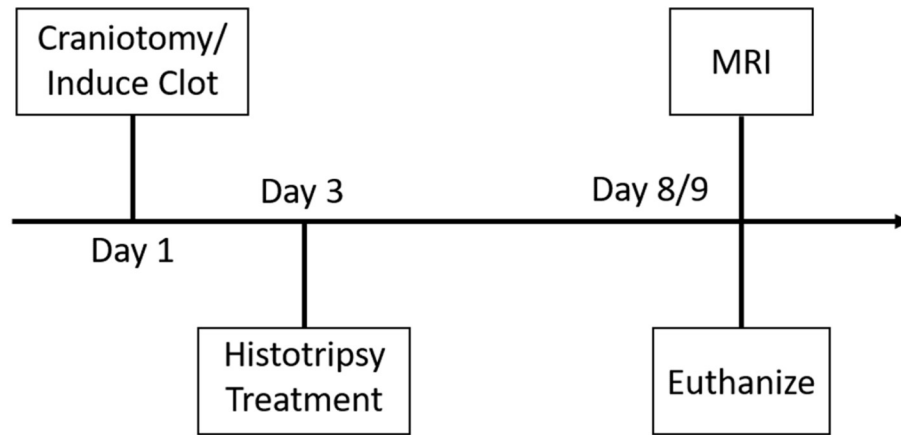 Craniotomy/
Induce Clot
MRI
Day 3
Day 8/9
Day 1
Histotripsy
Treatment
Euthanize